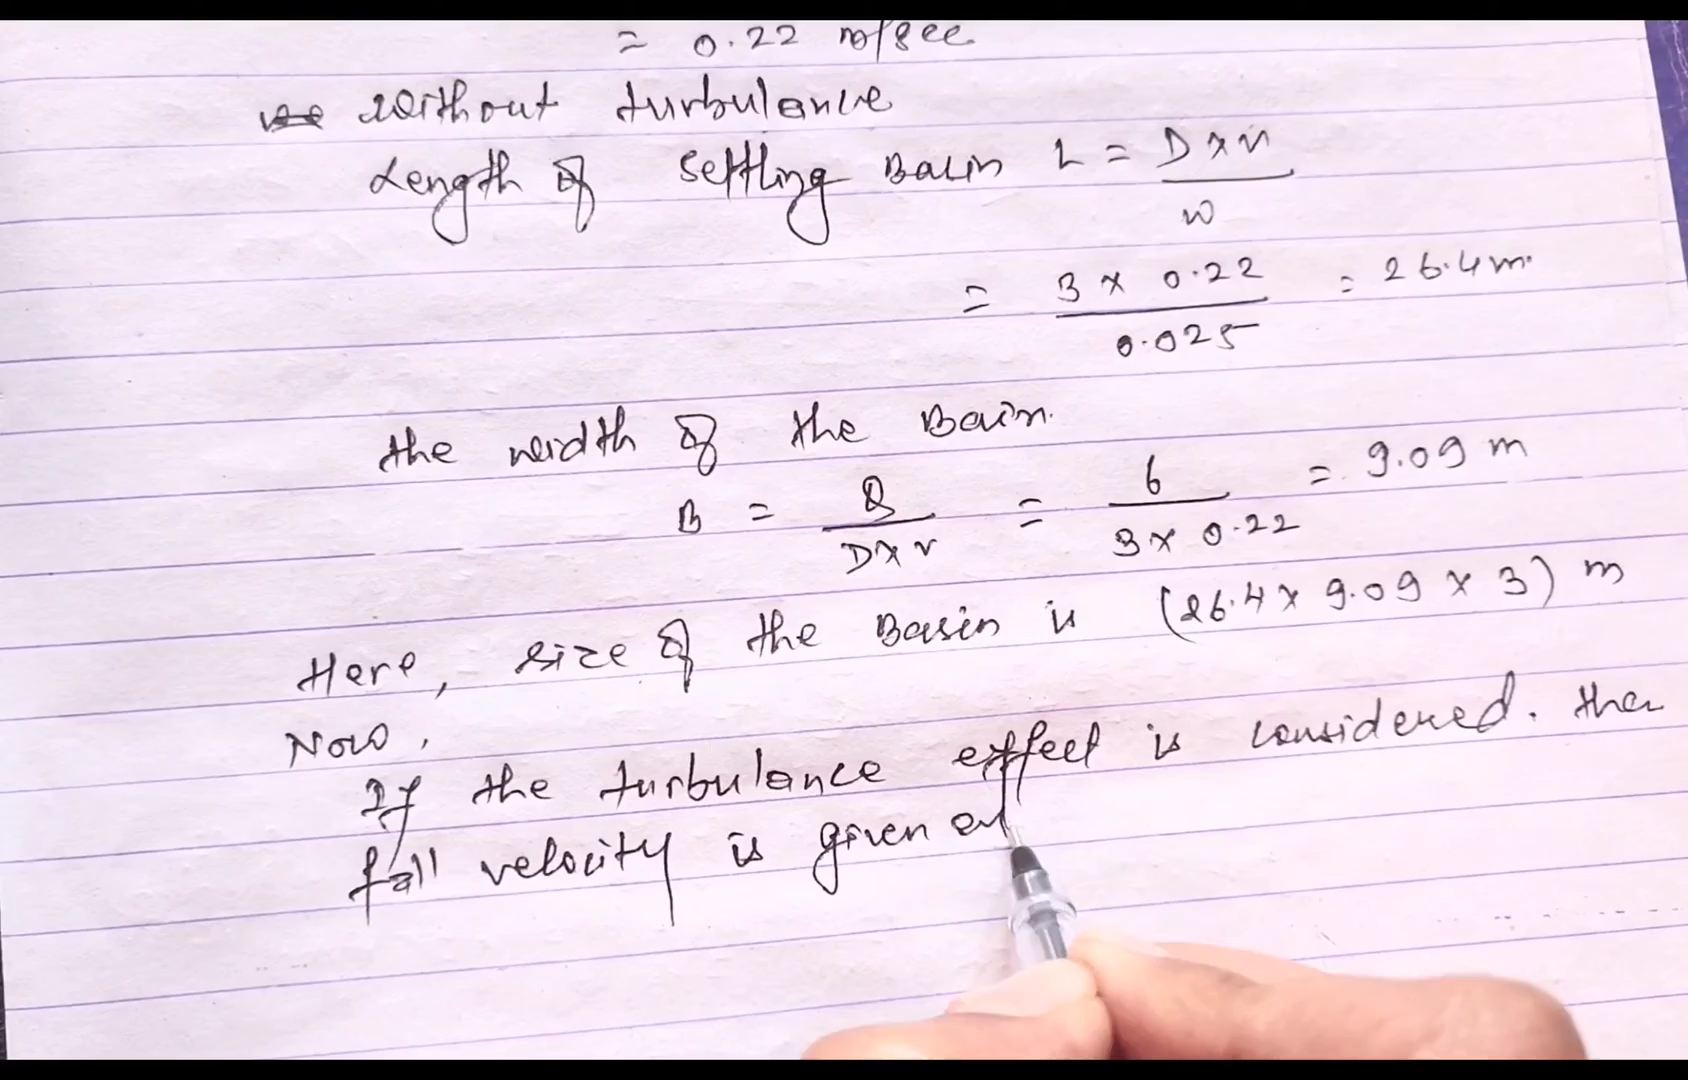 = 0.22 m/sec
without turbulance
Length of settling Basin L = D×v / w
= 3 × 0.22 / 0.025 = 26.4 m.
the width of the Basin.
B = Q / D×v = 6 / 3× 0.22 = 9.09 m
Here, size of the Basin is (26.4× 9.09 × 3) m
Now,
If the turbulance effect is considered. then
fall velocity is given as